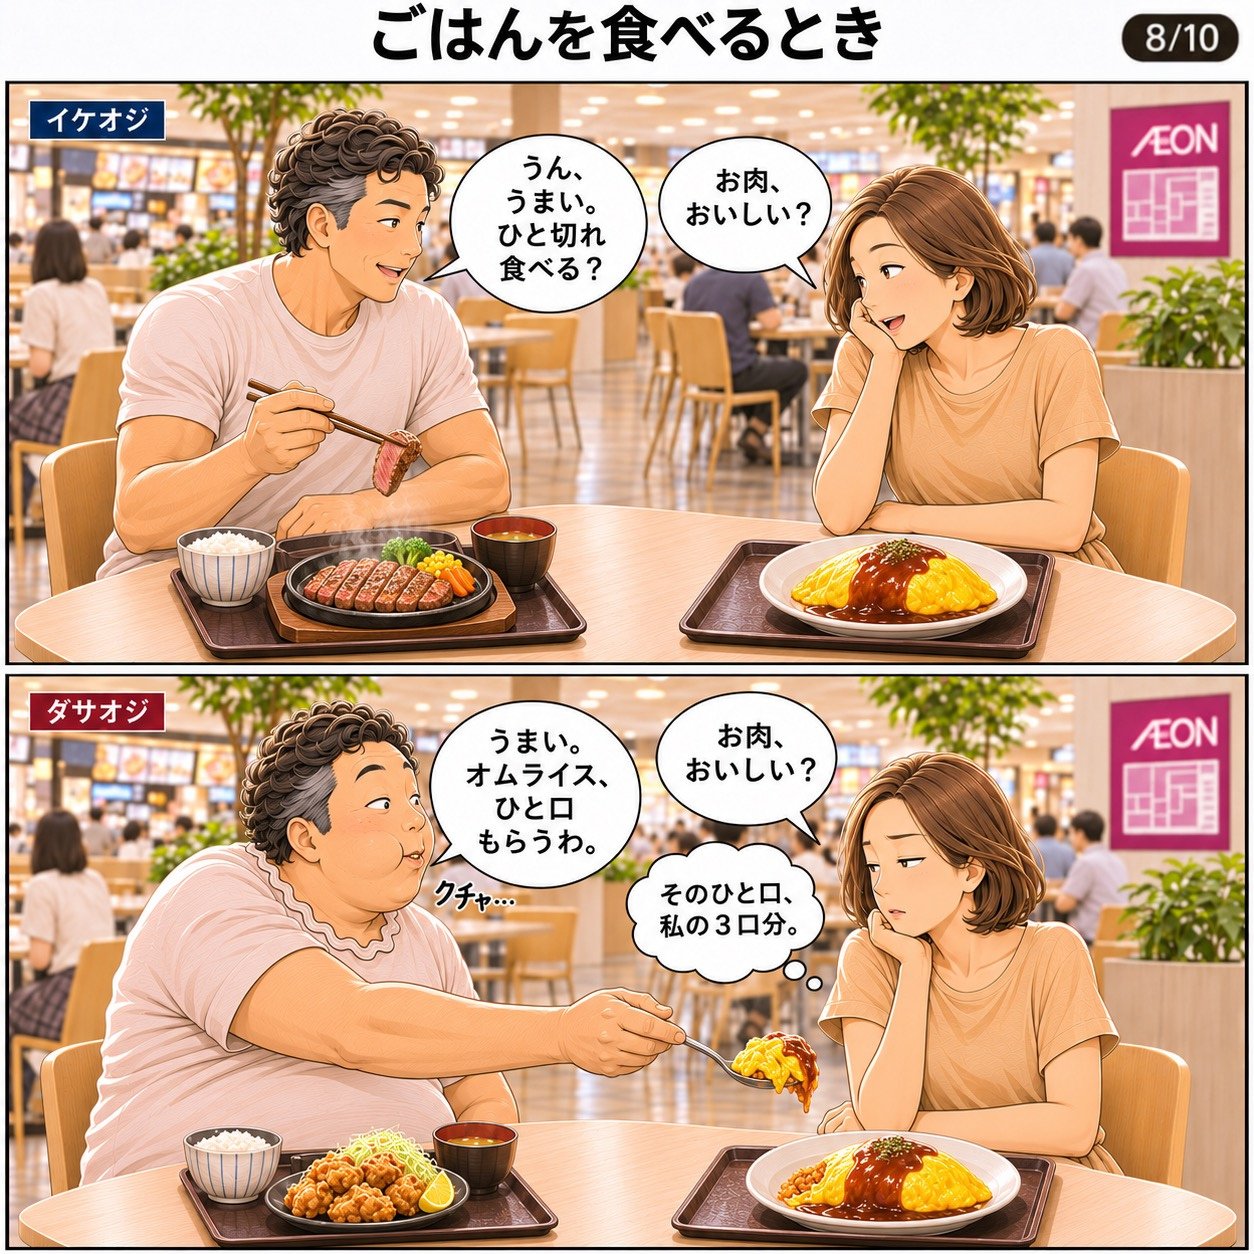 ごはんを食べるとき
8/10
イケオジ
うん、
うまい。
ひと切れ
食べる？
お肉、
おいしい？
ÆON
ダサオジ
うまい。
オムライス、
ひと口
もらうわ。
クチャ…
お肉、
おいしい？
そのひと口、
私の３口分。
ÆON